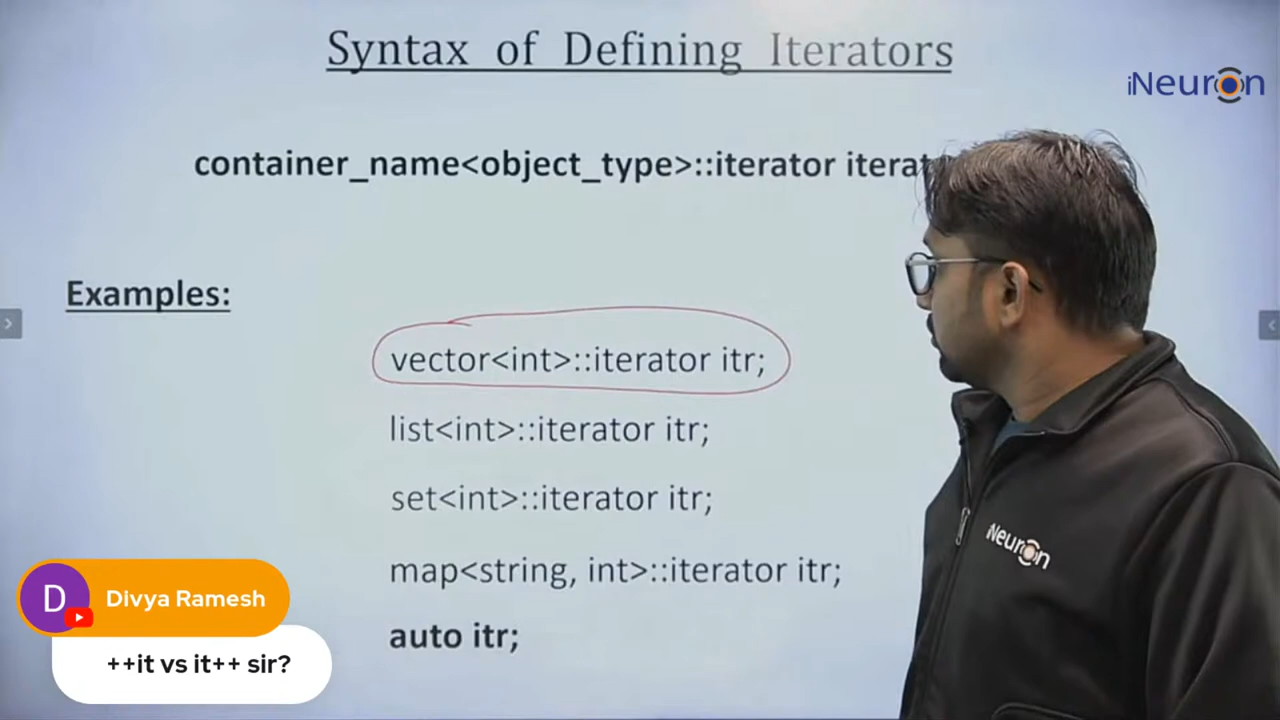 Syntax of Defining Iterators
iNeuron
container_name<object_type>::iterator
Examples:
vector<int>::iterator itr;
list<int>::iterator itr;
set<int>::iterator itr;
map<string, int>::iterator itr;
auto itr;
iNeuron
D
Divya Ramesh
++it vs it++ sir?